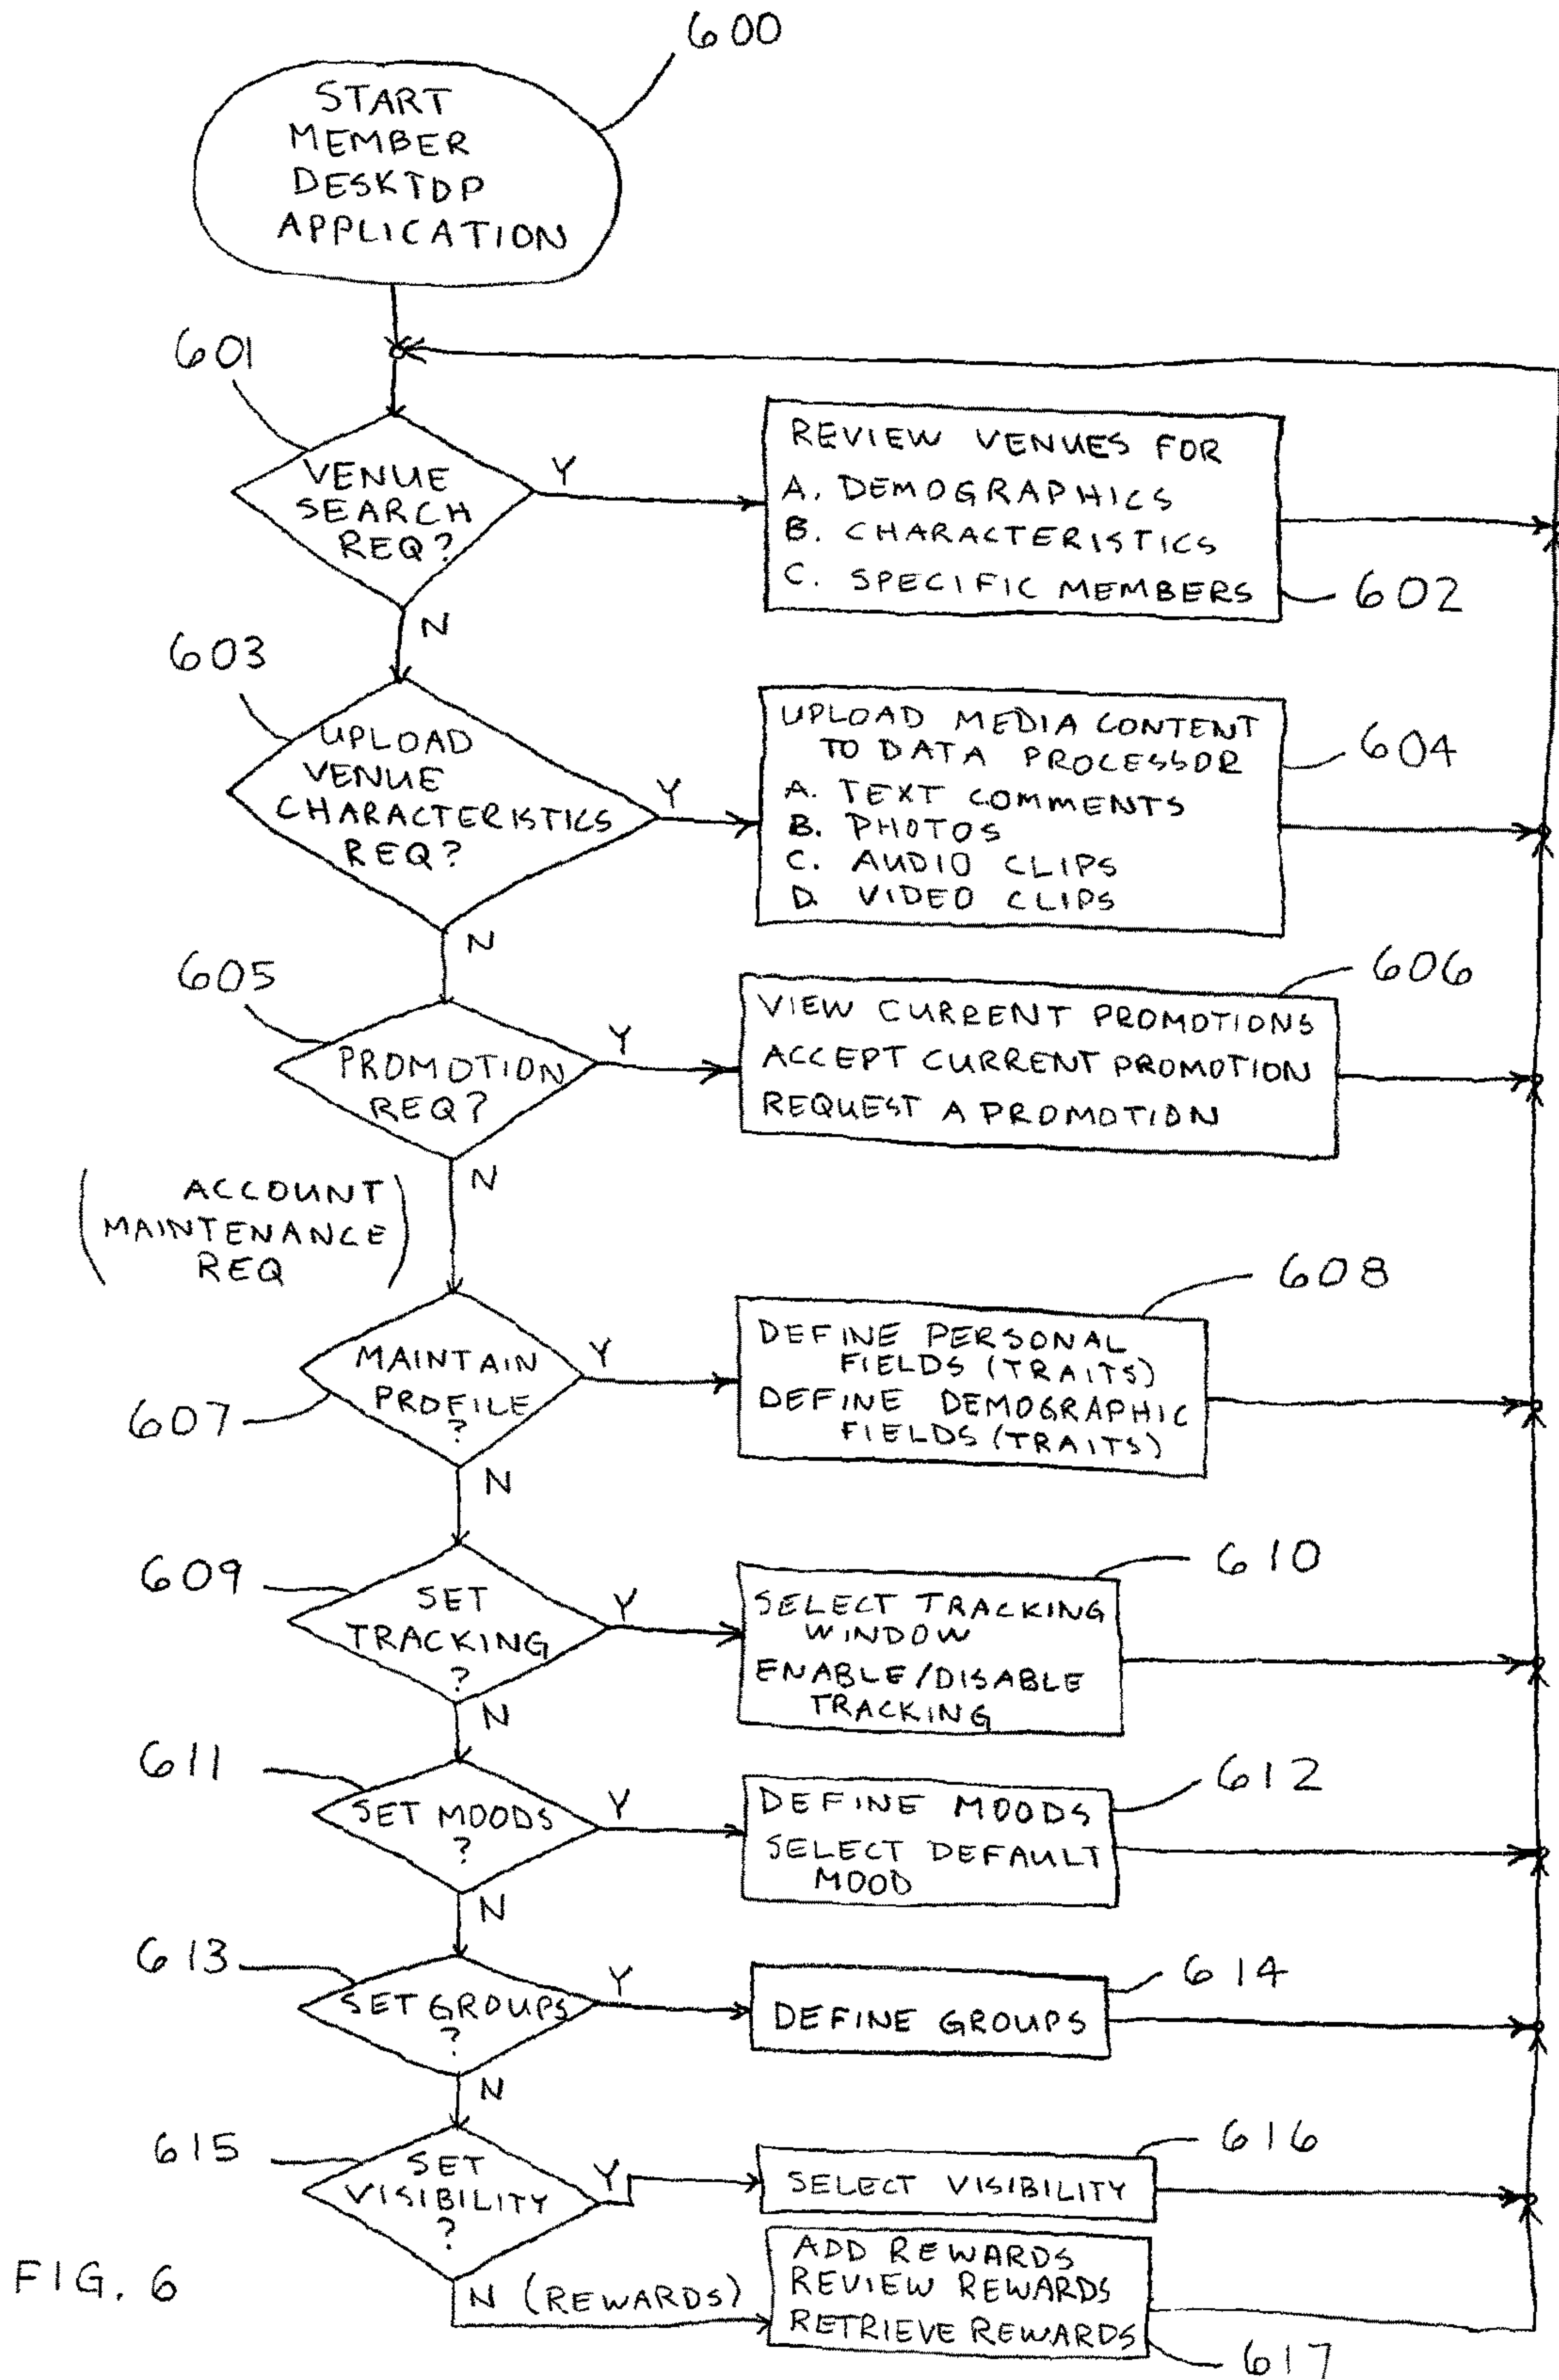 600
START
MEMBER
DESKTOP
APPLICATION
601
VENUE
SEARCH
REQ?
Y
N
REVIEW VENUES FOR
A. DEMOGRAPHICS
B. CHARACTERISTICS
C. SPECIFIC MEMBERS
602
603
UPLOAD
VENUE
CHARACTERISTICS
REQ?
Y
N
UPLOAD MEDIA CONTENT
TO DATA PROCESSOR
A. TEXT COMMENTS
B. PHOTOS
C. AUDIO CLIPS
D. VIDEO CLIPS
604
605
PROMOTION
REQ?
Y
N
606
VIEW CURRENT PROMOTIONS
ACCEPT CURRENT PROMOTION
REQUEST A PROMOTION
(ACCOUNT
MAINTENANCE
REQ)
607
MAINTAIN
PROFILE
?
Y
N
608
DEFINE PERSONAL
FIELDS (TRAITS)
DEFINE DEMOGRAPHIC
FIELDS (TRAITS)
609
SET
TRACKING
?
Y
N
610
SELECT TRACKING
WINDOW
ENABLE/DISABLE
TRACKING
611
SET MOODS
?
Y
N
612
DEFINE MOODS
SELECT DEFAULT
MOOD
613
SET GROUPS
?
Y
N
614
DEFINE GROUPS
615
SET
VISIBILITY
?
Y
616
SELECT VISIBILITY
N (REWARDS)
ADD REWARDS
REVIEW REWARDS
RETRIEVE REWARDS
617
FIG. 6